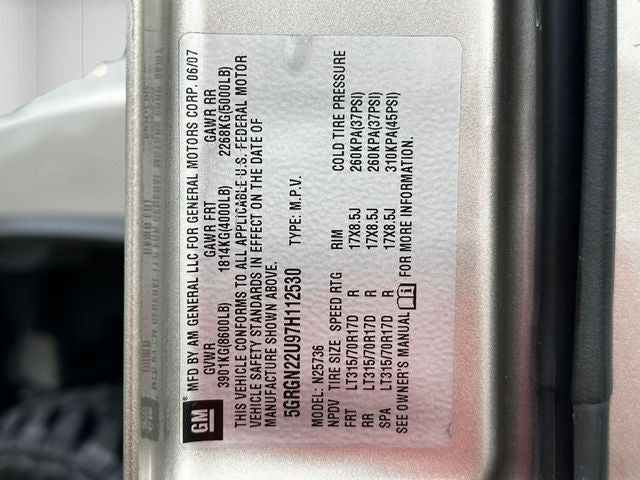 GM
MFD BY AM GENERAL LLC FOR GENERAL MOTORS CORP. 06/07
GVWR GAWR FRT GAWR RR
3901KG(8600LB) 1814KG(4000LB) 2268KG(5000LB)
THIS VEHICLE CONFORMS TO ALL APPLICABLE U.S. FEDERAL MOTOR
VEHICLE SAFETY STANDARDS IN EFFECT ON THE DATE OF
MANUFACTURE SHOWN ABOVE.
5GRGN22U97H112530 TYPE: M.P.V.
MODEL: N25736
NPDV TIRE SIZE SPEED RTG RIM COLD TIRE PRESSURE
FRT LT315/70R17D R 17X8.5J 260KPA(37PSI)
RR LT315/70R17D R 17X8.5J 260KPA(37PSI)
SPA LT315/70R17D R 17X8.5J 310KPA(45PSI)
SEE OWNER'S MANUAL FOR MORE INFORMATION.